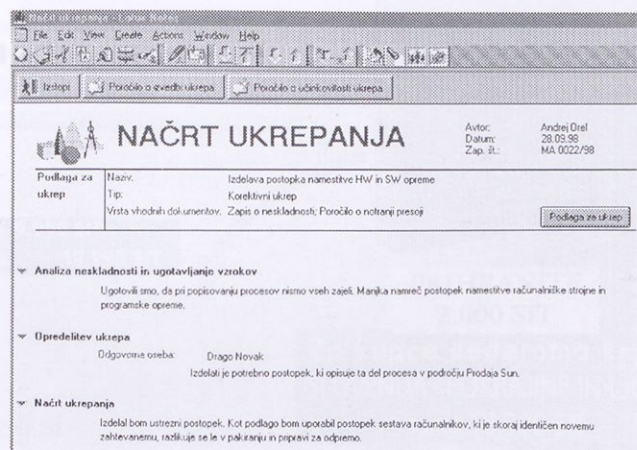 Načrt ukrepanja - Lotus Notes
File Edit View Create Actions Window Help
Izstopi Poročilo o izvedbi ukrepa Poročilo o učinkovitosti ukrepa
NAČRT UKREPANJA
Avtor: Andrej Orel
Datum: 28.09.98
Zap. št.: MA 0022/98
Podlaga za ukrep
Naziv: Izdelava postopka namestitve HW in SW opreme
Tip: Korektivni ukrep
Vrsta vhodnih dokumentov: Zapis o neskladnosti; Poročilo o notranji presoji
Podlaga za ukrep
Analiza neskladnosti in ugotavljanje vzrokov
Ugotovili smo, da pri popisovanju procesov nismo vseh zajeli. Manjka namreč postopek namestitve računalniške strojne in
programske opreme.
Opredelitev ukrepa
Odgovorna oseba: Drago Novak
Izdelati je potrebno postopek, ki opisuje ta del procesa v področju Prodaja Sun.
Načrt ukrepanja
Izdelal bom ustrezni postopek. Kot podlago bom uporabil postopek sestava računalnikov, ki je skoraj identičen novemu
zahtevanemu, razlikuje se le v pakiranju in pripravi za odpremo.